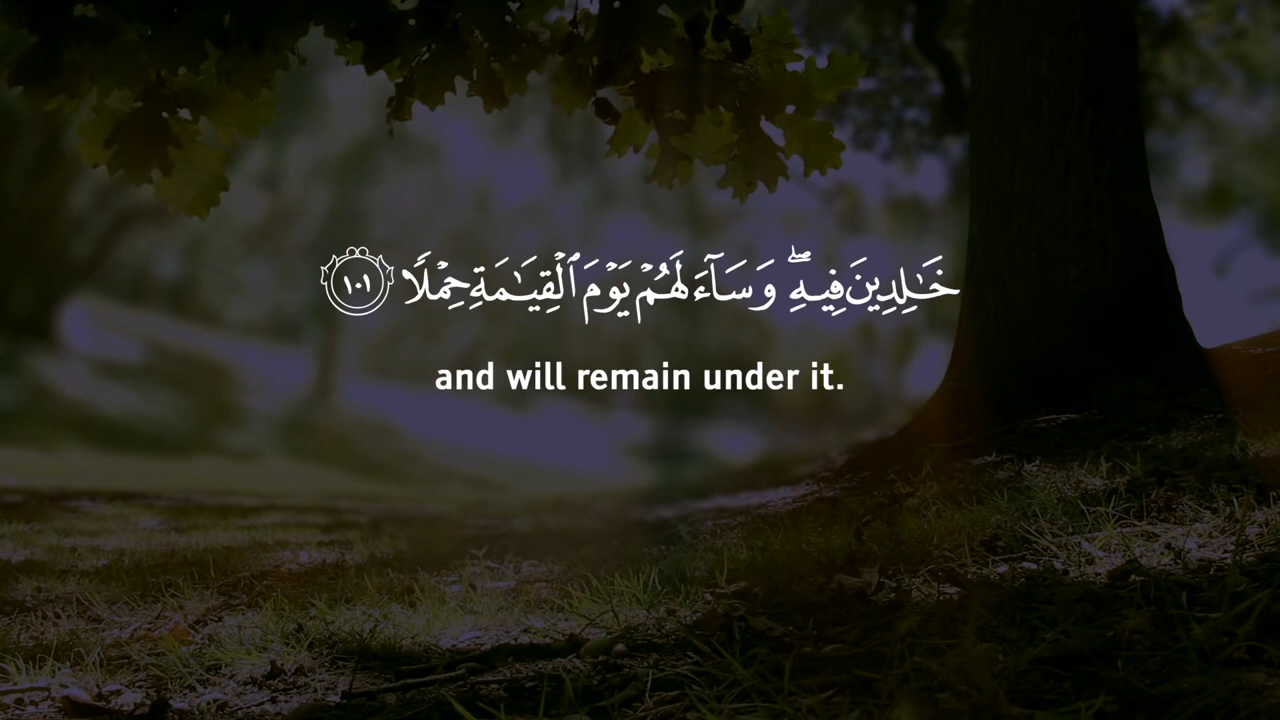 خَـٰلِدِينَ فِيهِ ۖ وَسَآءَ لَهُمْ يَوْمَ ٱلْقِيَـٰمَةِ حِمْلًا ١٠١
and will remain under it.